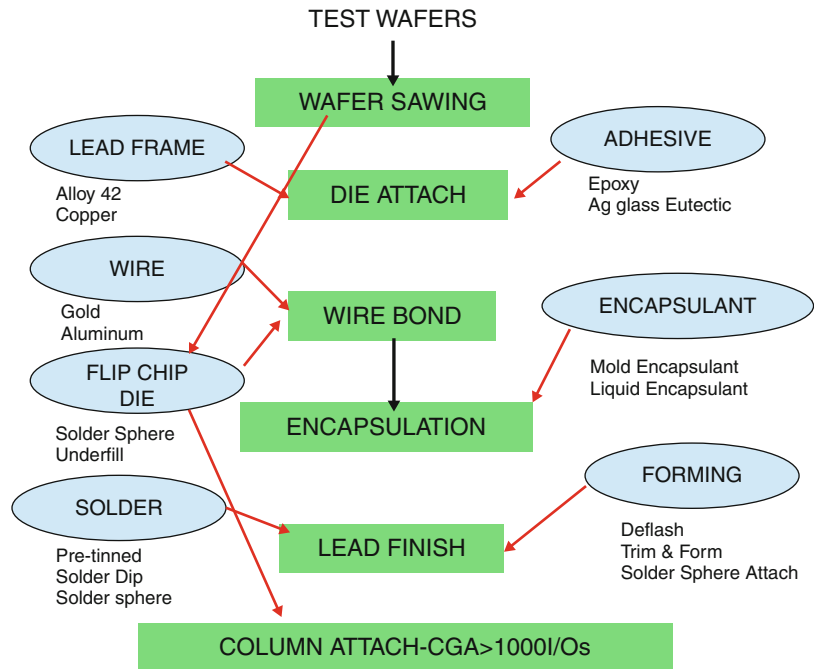 TEST WAFERS
WAFER SAWING
LEAD FRAME
Alloy 42
Copper
ADHESIVE
Epoxy
Ag glass Eutectic
DIE ATTACH
WIRE
Gold
Aluminum
WIRE BOND
ENCAPSULANT
Mold Encapsulant
Liquid Encapsulant
FLIP CHIP
DIE
Solder Sphere
Underfill
ENCAPSULATION
SOLDER
Pre-tinned
Solder Dip
Solder sphere
FORMING
Deflash
Trim & Form
Solder Sphere Attach
LEAD FINISH
COLUMN ATTACH-CGA>1000I/Os